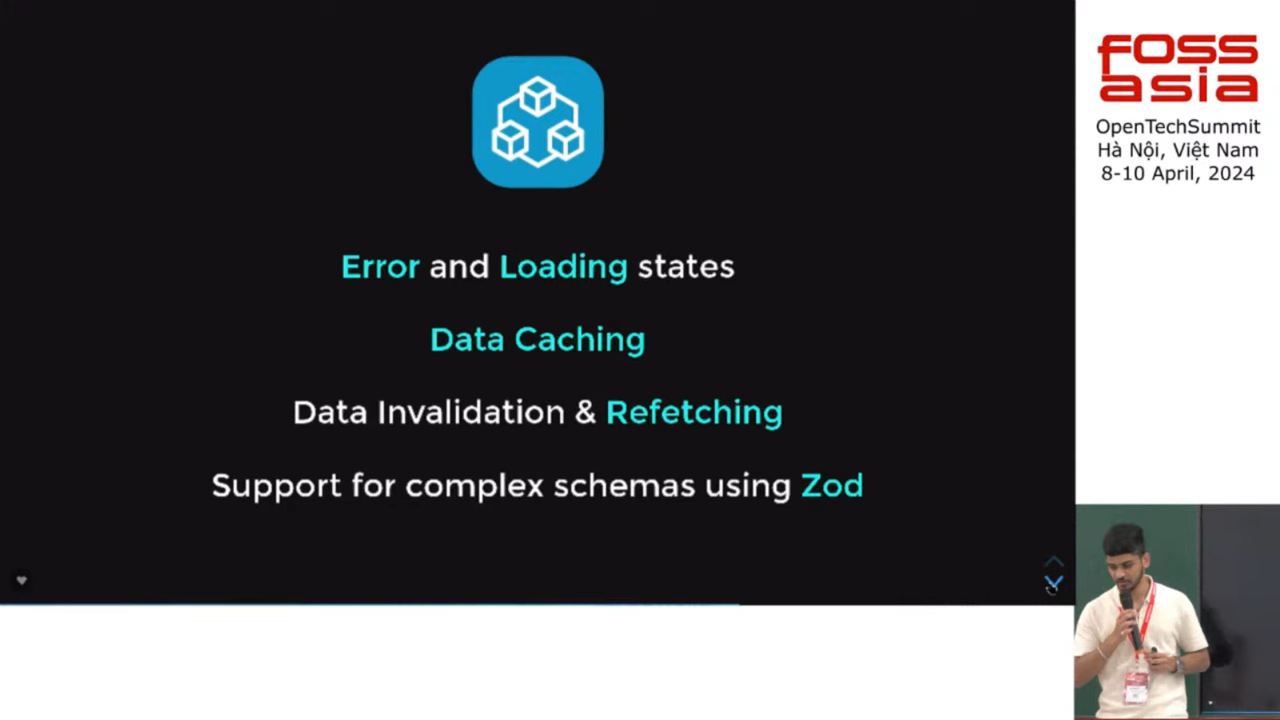 Error and Loading states
Data Caching
Data Invalidation & Refetching
Support for complex schemas using Zod
FOSS
asia
OpenTechSummit
Hà Nội, Việt Nam
8-10 April, 2024